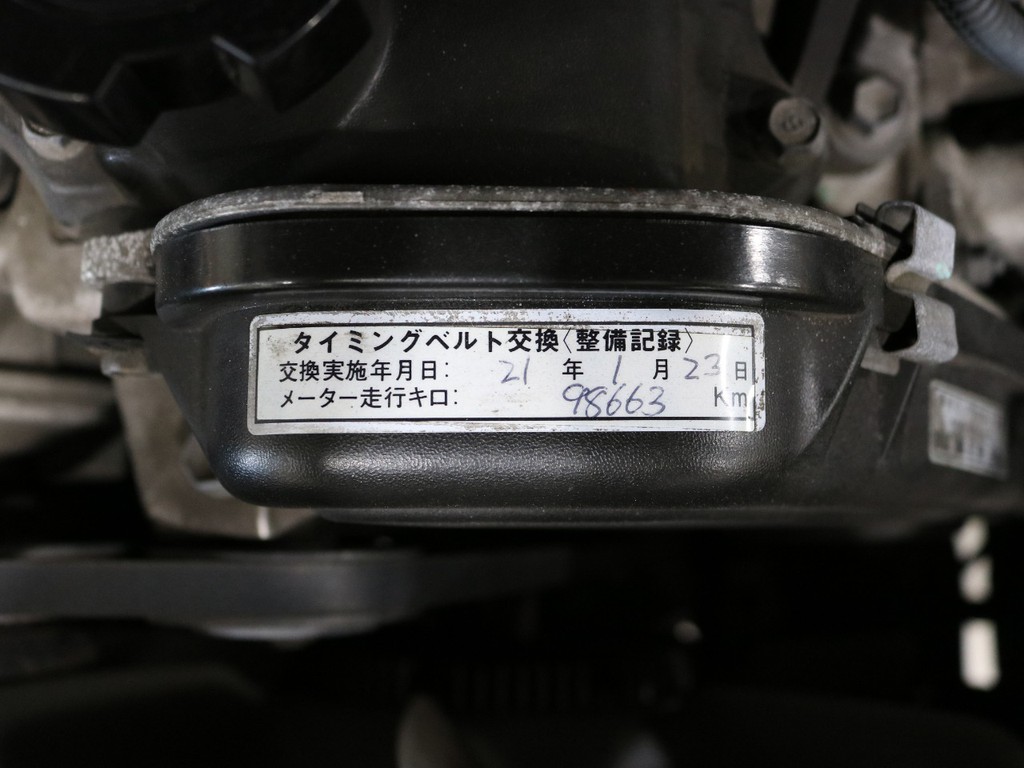 タイミングベルト交換〈整備記録〉
交換実施年月日: 21 年 1 月 23 日
メーター走行キロ: 98663 Km